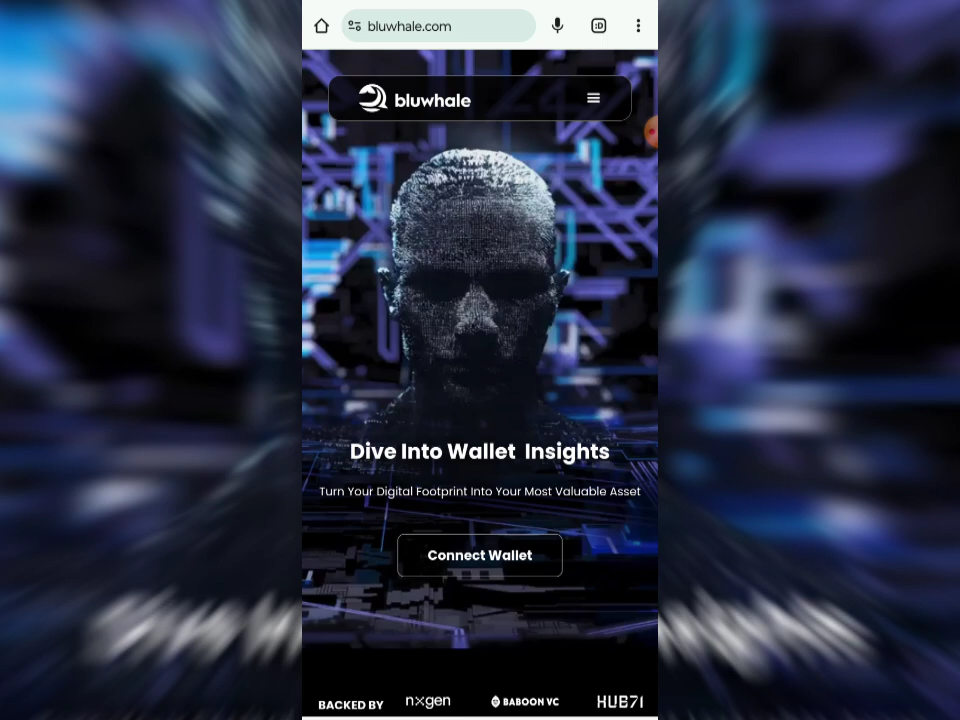 bluwhale.com
:D
bluwhale
Dive Into Wallet Insights
Turn Your Digital Footprint Into Your Most Valuable Asset
Connect Wallet
BACKED BY nxgen BABOON VC HUB71